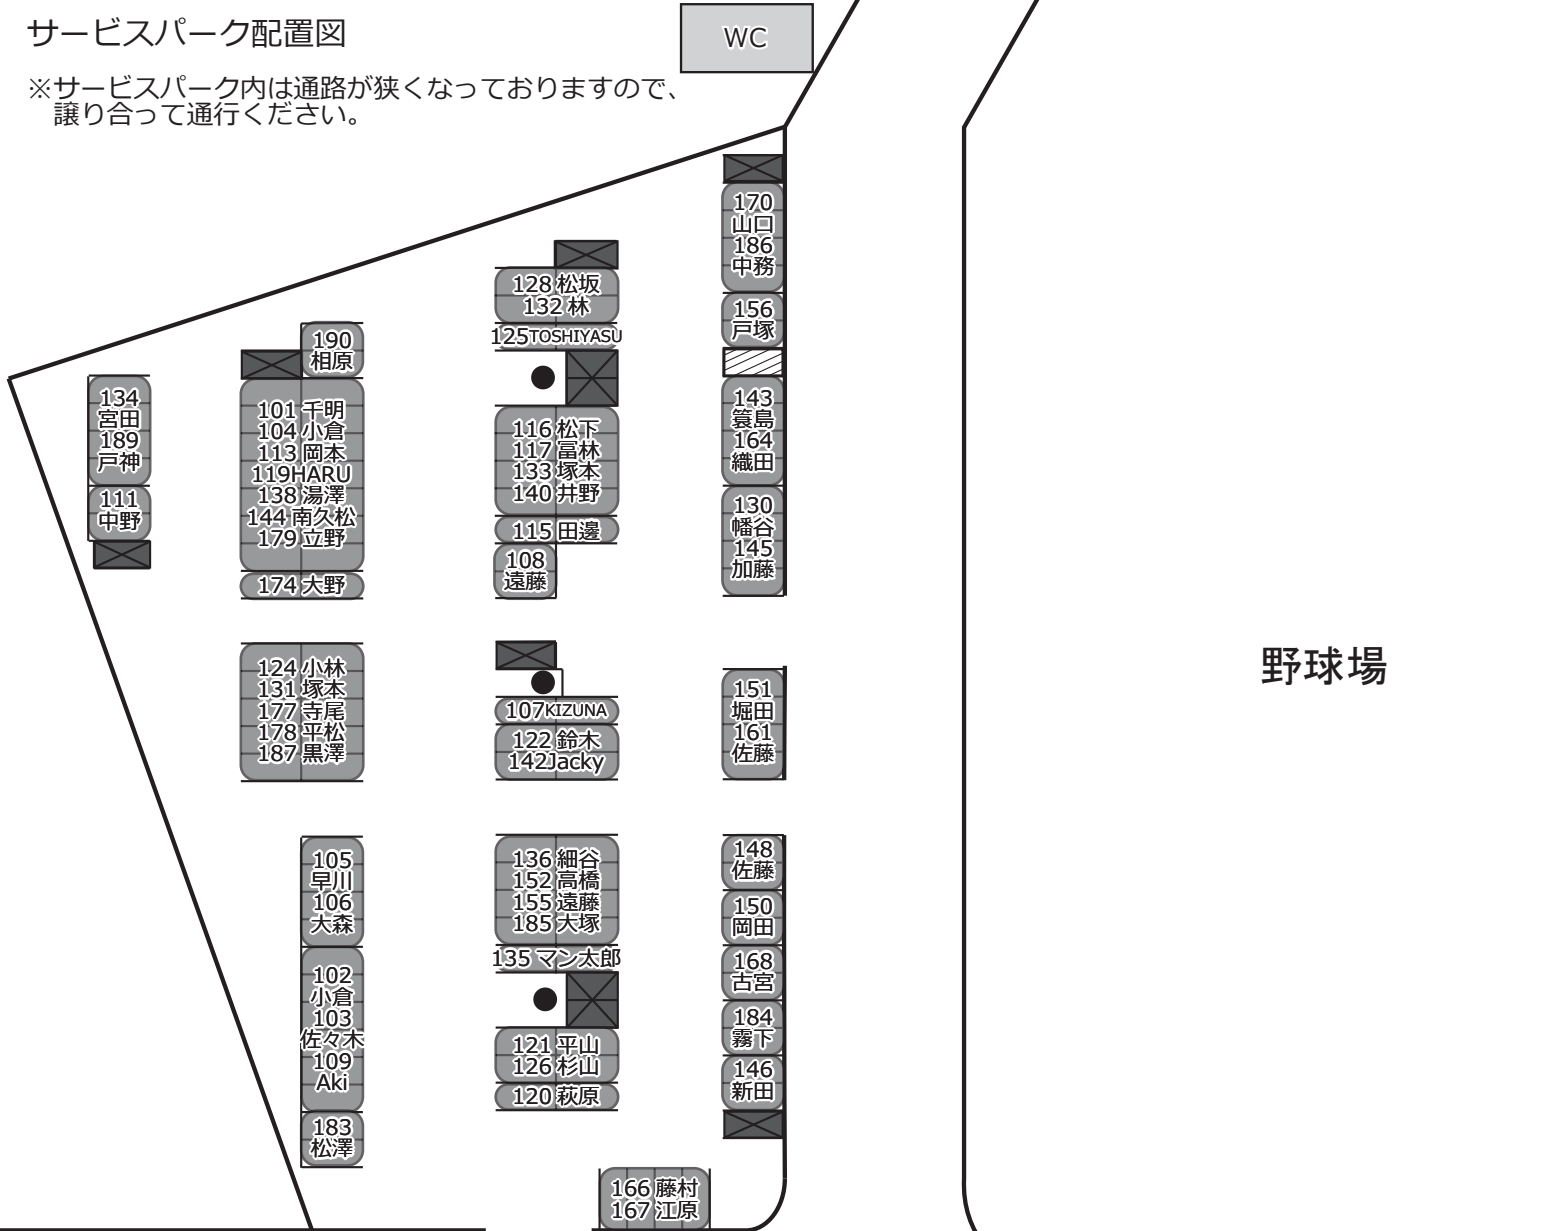 サービスパーク配置図
※サービスパーク内は通路が狭くなっておりますので、
譲り合って通行ください。
WC
134
宮田
189
戸神
111
中野
190
相原
101 千明
104 小倉
113 岡本
119HARU
138 湯澤
144 南久松
179 立野
174 大野
124 小林
131 塚本
177 寺尾
178 平松
187 黒澤
105
早川
106
大森
102
小倉
103
佐々木
109
Aki
183
松澤
128 松坂
132 林
125TOSHIYASU
116 松下
117 冨林
133 塚本
140 井野
115 田邊
108
遠藤
107KIZUNA
122 鈴木
142Jacky
136 細谷
152 高橋
155 遠藤
185 大塚
135 マン太郎
121 平山
126 杉山
120 萩原
166 藤村
167 江原
170
山口
186
中務
156
戸塚
143
簑島
164
織田
130
幡谷
145
加藤
151
堀田
161
佐藤
148
佐藤
150
岡田
168
古宮
184
霧下
146
新田
野球場